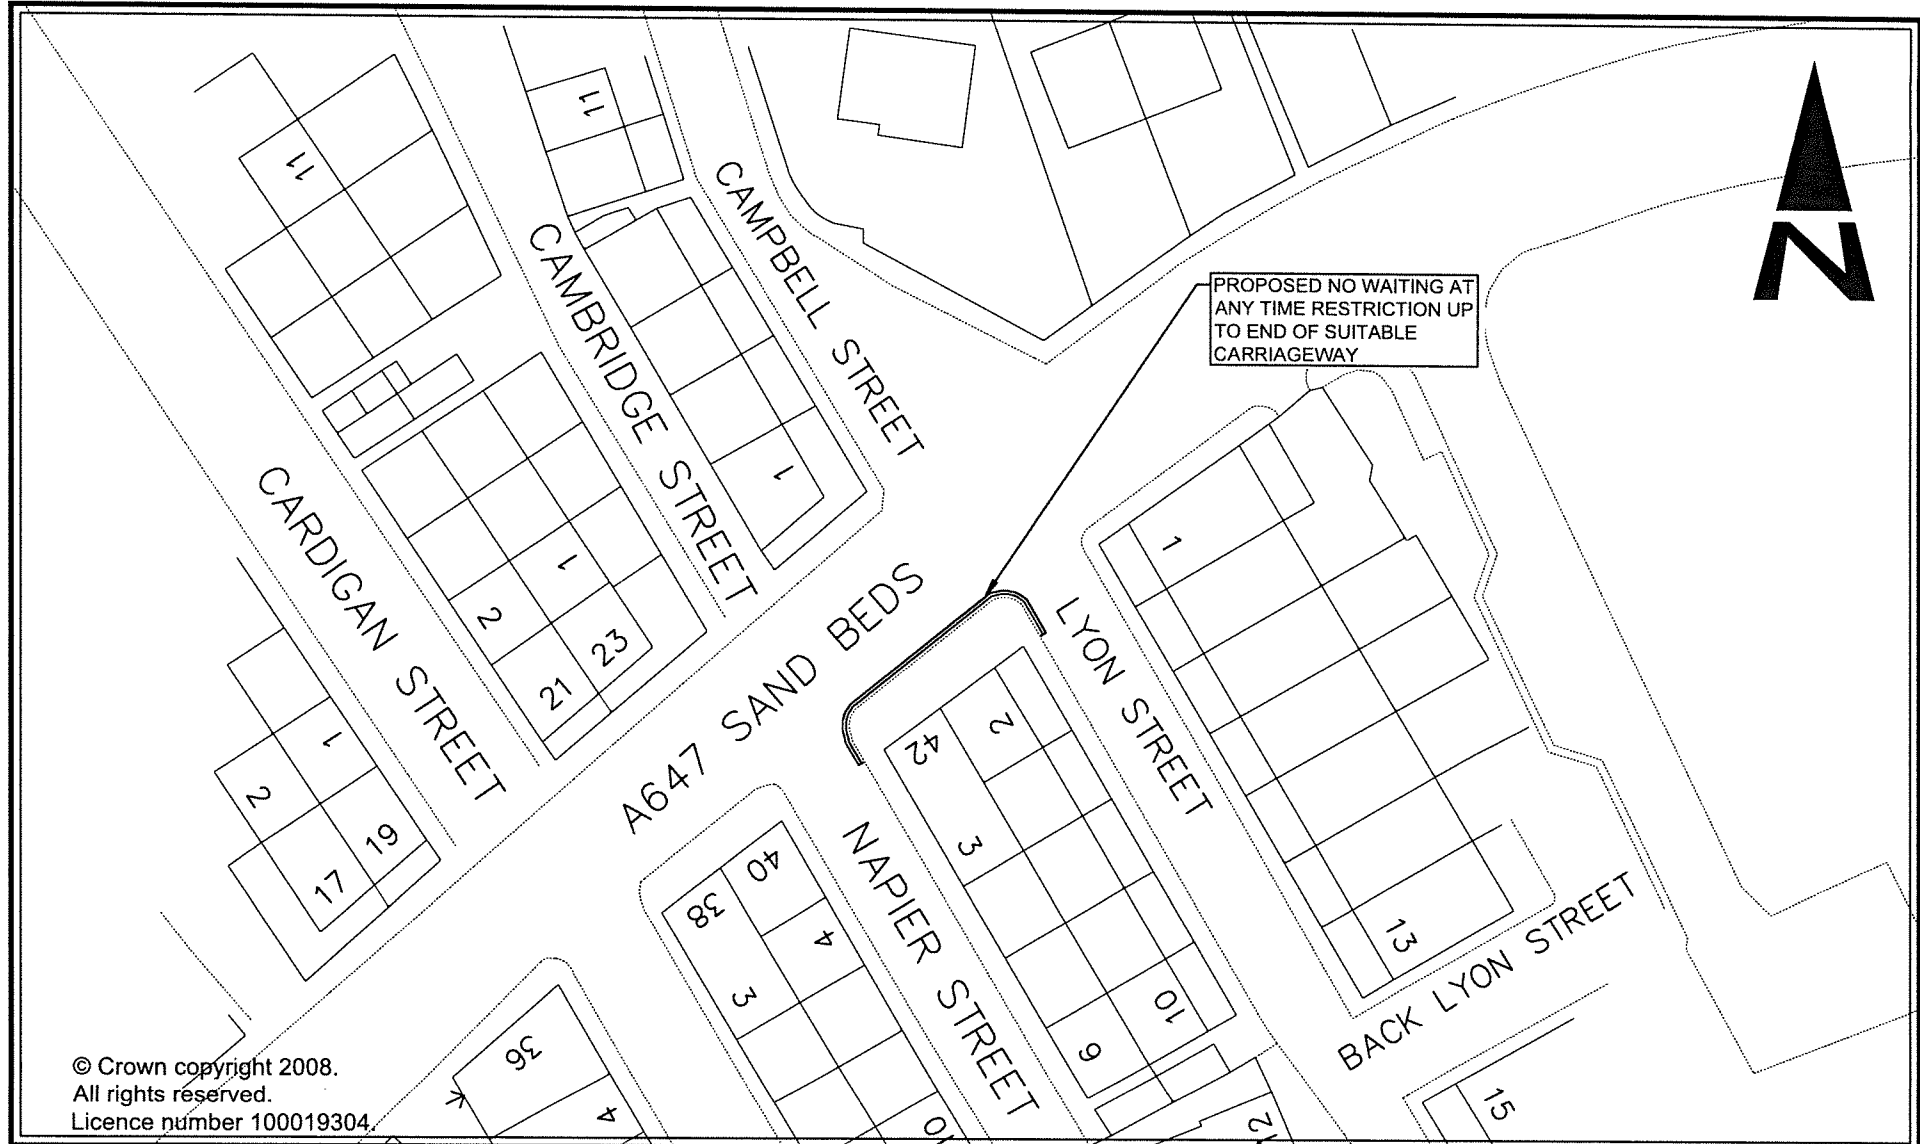 11
11
CAMPBELL STREET
CAMBRIDGE STREET
N
PROPOSED NO WAITING AT
ANY TIME RESTRICTION UP
TO END OF SUITABLE
CARRIAGEWAY
1
CARDIGAN STREET
1
2
23
21
1
A647 SAND BEDS
LYON STREET
2
42
1
2
19
17
3
NAPIER STREET
40
38
4
3
13
10
9
BACK LYON STREET
36
4
10
12
15
© Crown copyright 2008.
All rights reserved.
Licence number 100019304.